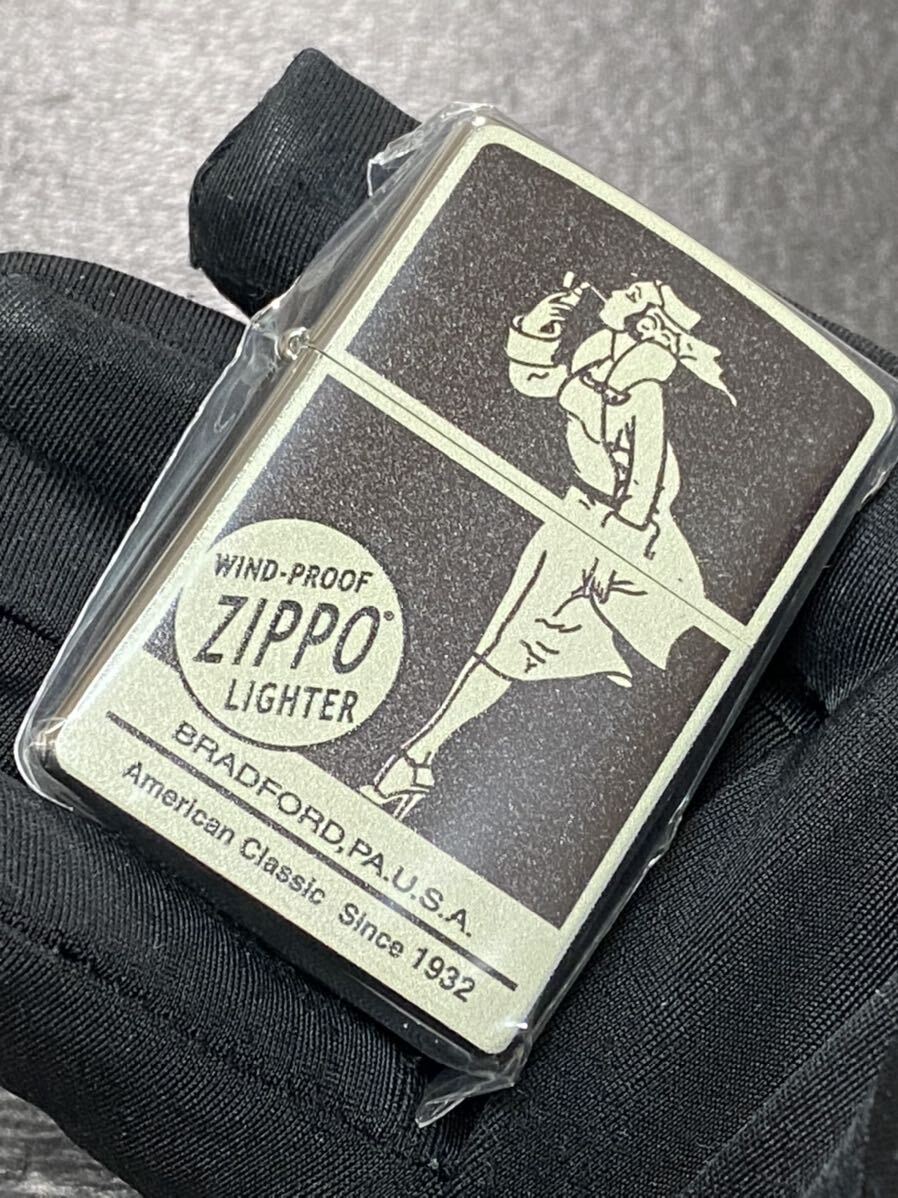 WIND-PROOF
ZIPPO®
LIGHTER
BRADFORD,PA.U.S.A.
American Classic Since 1932